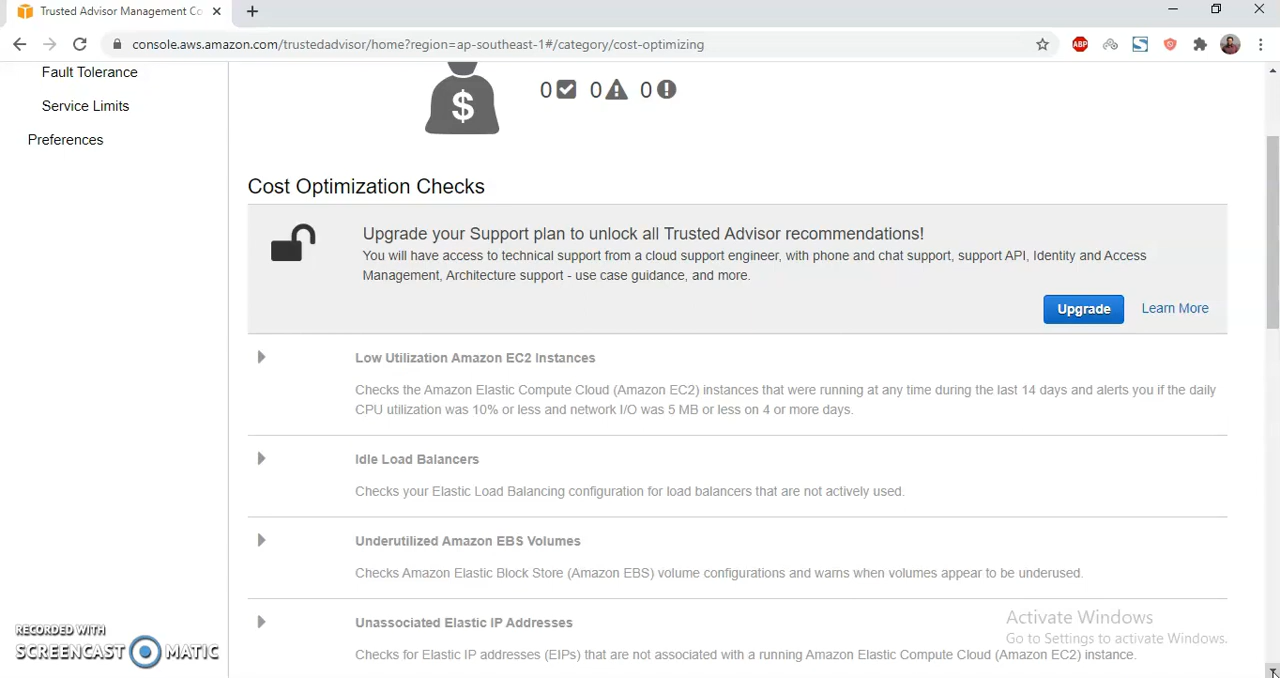 Trusted Advisor Management Co
console.aws.amazon.com/trustedadvisor/home?region=ap-southeast-1#/category/cost-optimizing
ABP
S
Fault Tolerance
Service Limits
Preferences
$
0 0 0
Cost Optimization Checks
Upgrade your Support plan to unlock all Trusted Advisor recommendations!
You will have access to technical support from a cloud support engineer, with phone and chat support, support API, Identity and Access
Management, Architecture support - use case guidance, and more.
Upgrade Learn More
Low Utilization Amazon EC2 Instances
Checks the Amazon Elastic Compute Cloud (Amazon EC2) instances that were running at any time during the last 14 days and alerts you if the daily
CPU utilization was 10% or less and network I/O was 5 MB or less on 4 or more days.
Idle Load Balancers
Checks your Elastic Load Balancing configuration for load balancers that are not actively used.
Underutilized Amazon EBS Volumes
Checks Amazon Elastic Block Store (Amazon EBS) volume configurations and warns when volumes appear to be underused.
Unassociated Elastic IP Addresses
Checks for Elastic IP addresses (EIPs) that are not associated with a running Amazon Elastic Compute Cloud (Amazon EC2) instance.
Activate Windows
Go to Settings to activate Windows.
RECORDED WITH
SCREENCAST MATIC